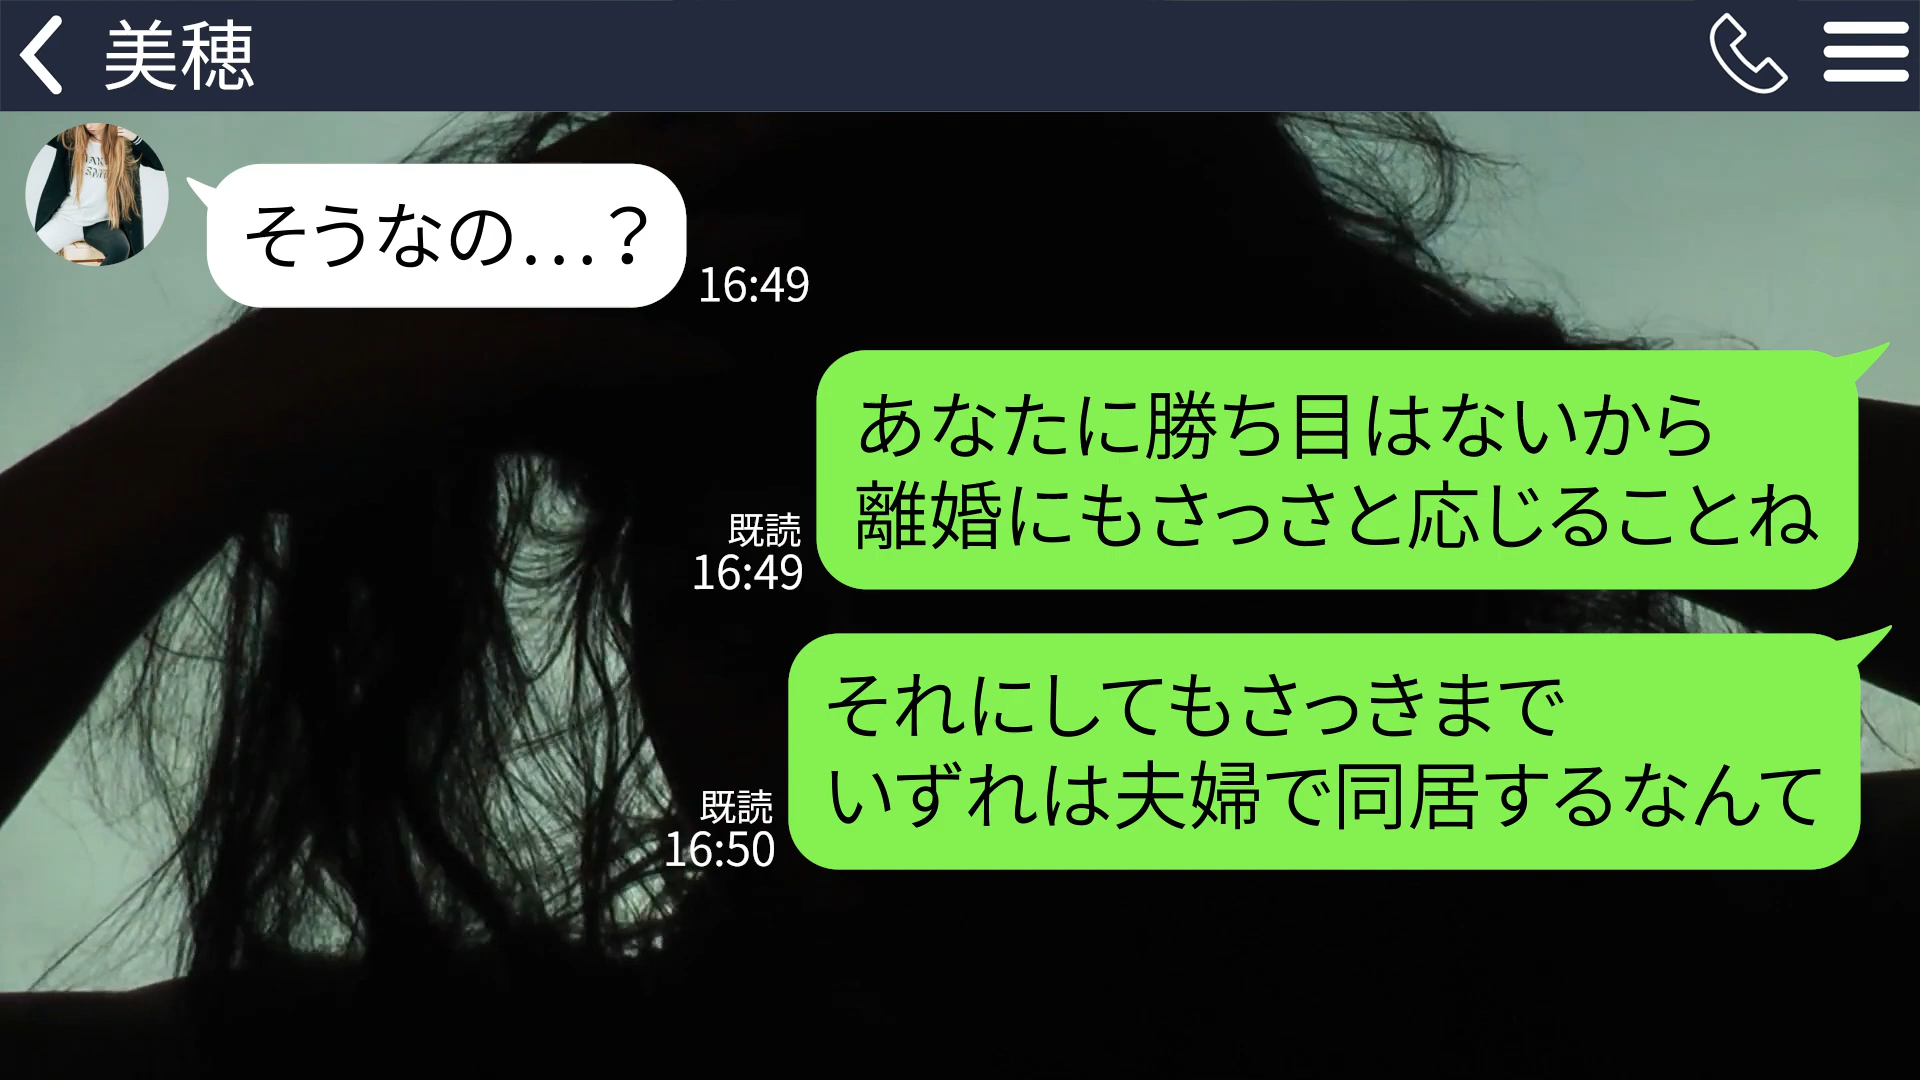 美穂
そうなの…？
16:49
あなたに勝ち目はないから
離婚にもさっさと応じることね
既読
16:49
それにしてもさっきまで
いずれは夫婦で同居するなんて
既読
16:50